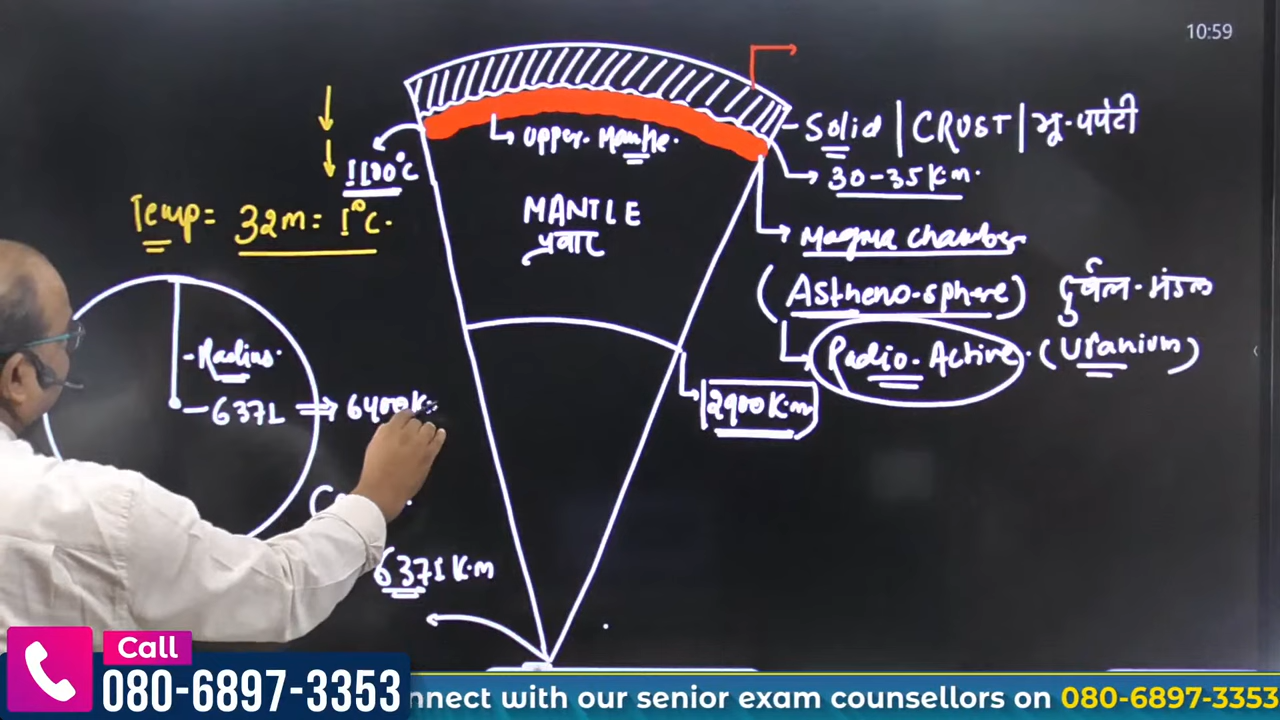 10:59
Solid | CRUST | भू-पर्पटी
Upper Mantle.
1100°C
30-35 K.m.
Temp = 32m = 1°C.
MANTLE
प्रवार
Magma chamber
(Astheno-sphere) दुर्बल-मंडल
Radius.
Radio-Active. (Uranium)
6371 ⇒ 6400 K
2900 K.m
6371 K.m
Call
080-6897-3353
nnect with our senior exam counsellors on 080-6897-3353